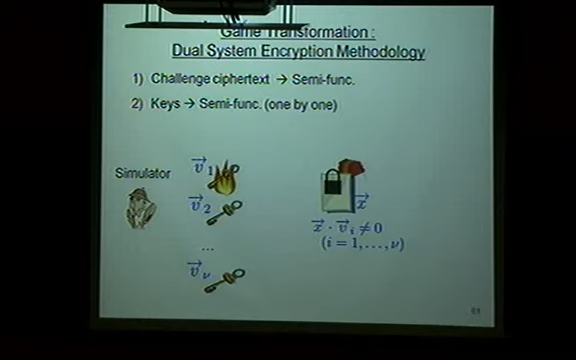 Game Transformation :
Dual System Encryption Methodology
1) Challenge ciphertext → Semi-func.
2) Keys → Semi-func. (one by one)
Simulator
v⃗ 1
v⃗ 2
...
v⃗ ν
x⃗
x⃗ · v⃗ i ≠ 0
(i = 1, . . . , ν)